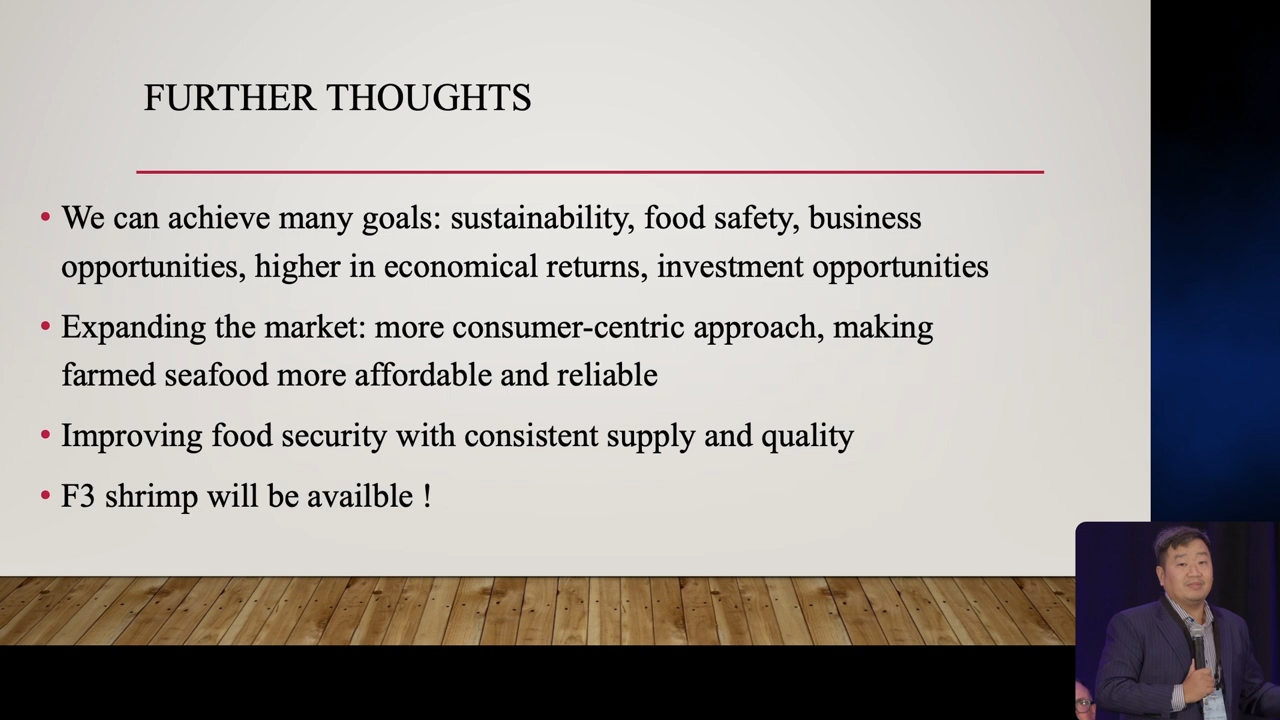 FURTHER THOUGHTS
• We can achieve many goals: sustainability, food safety, business
opportunities, higher in economical returns, investment opportunities
• Expanding the market: more consumer-centric approach, making
farmed seafood more affordable and reliable
• Improving food security with consistent supply and quality
• F3 shrimp will be availble !